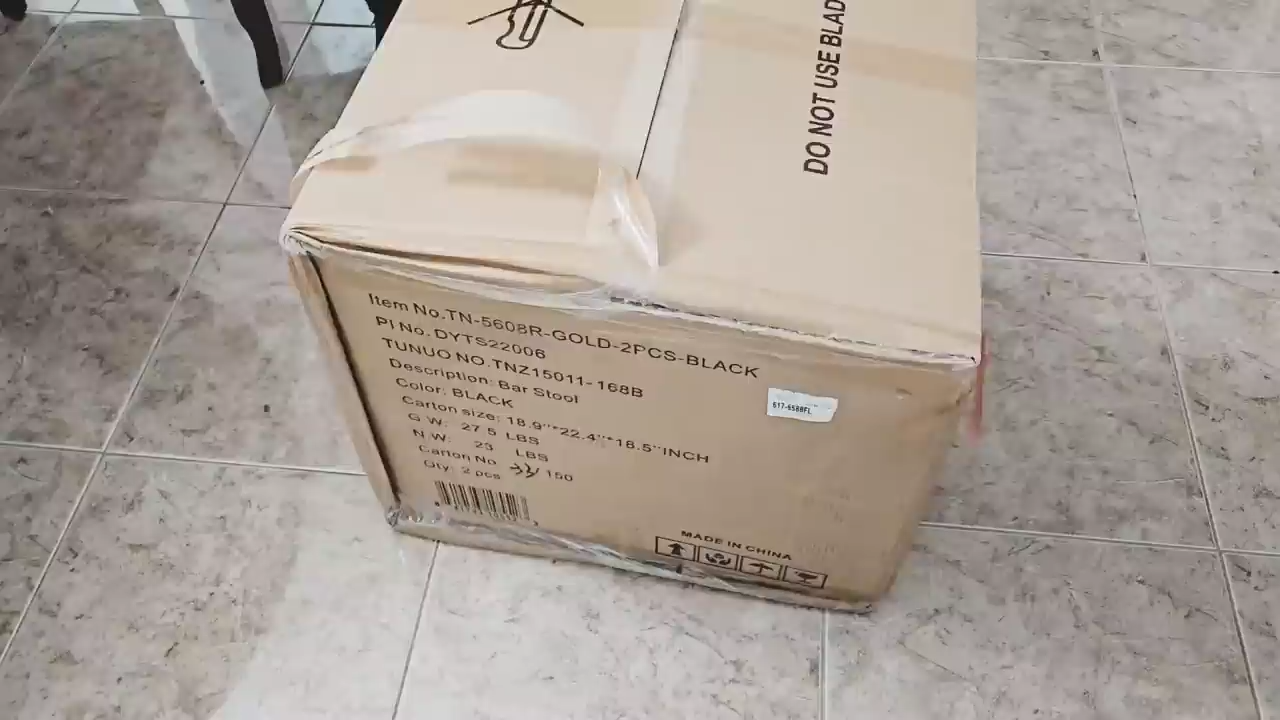 DO NOT USE BLAD
Item No.TN-5608R-GOLD-2PCS-BLACK
PI No. DYTS22006
TUNUO NO.TNZ15011-168B
Description: Bar Stool
Color: BLACK
Carton size: 18.9''*22.4''*18.5''INCH
G W: 27 5 LBS
N W: 23 LBS
Carton No 150
Qty: 2 pcs
617-6588FL
MADE IN CHINA